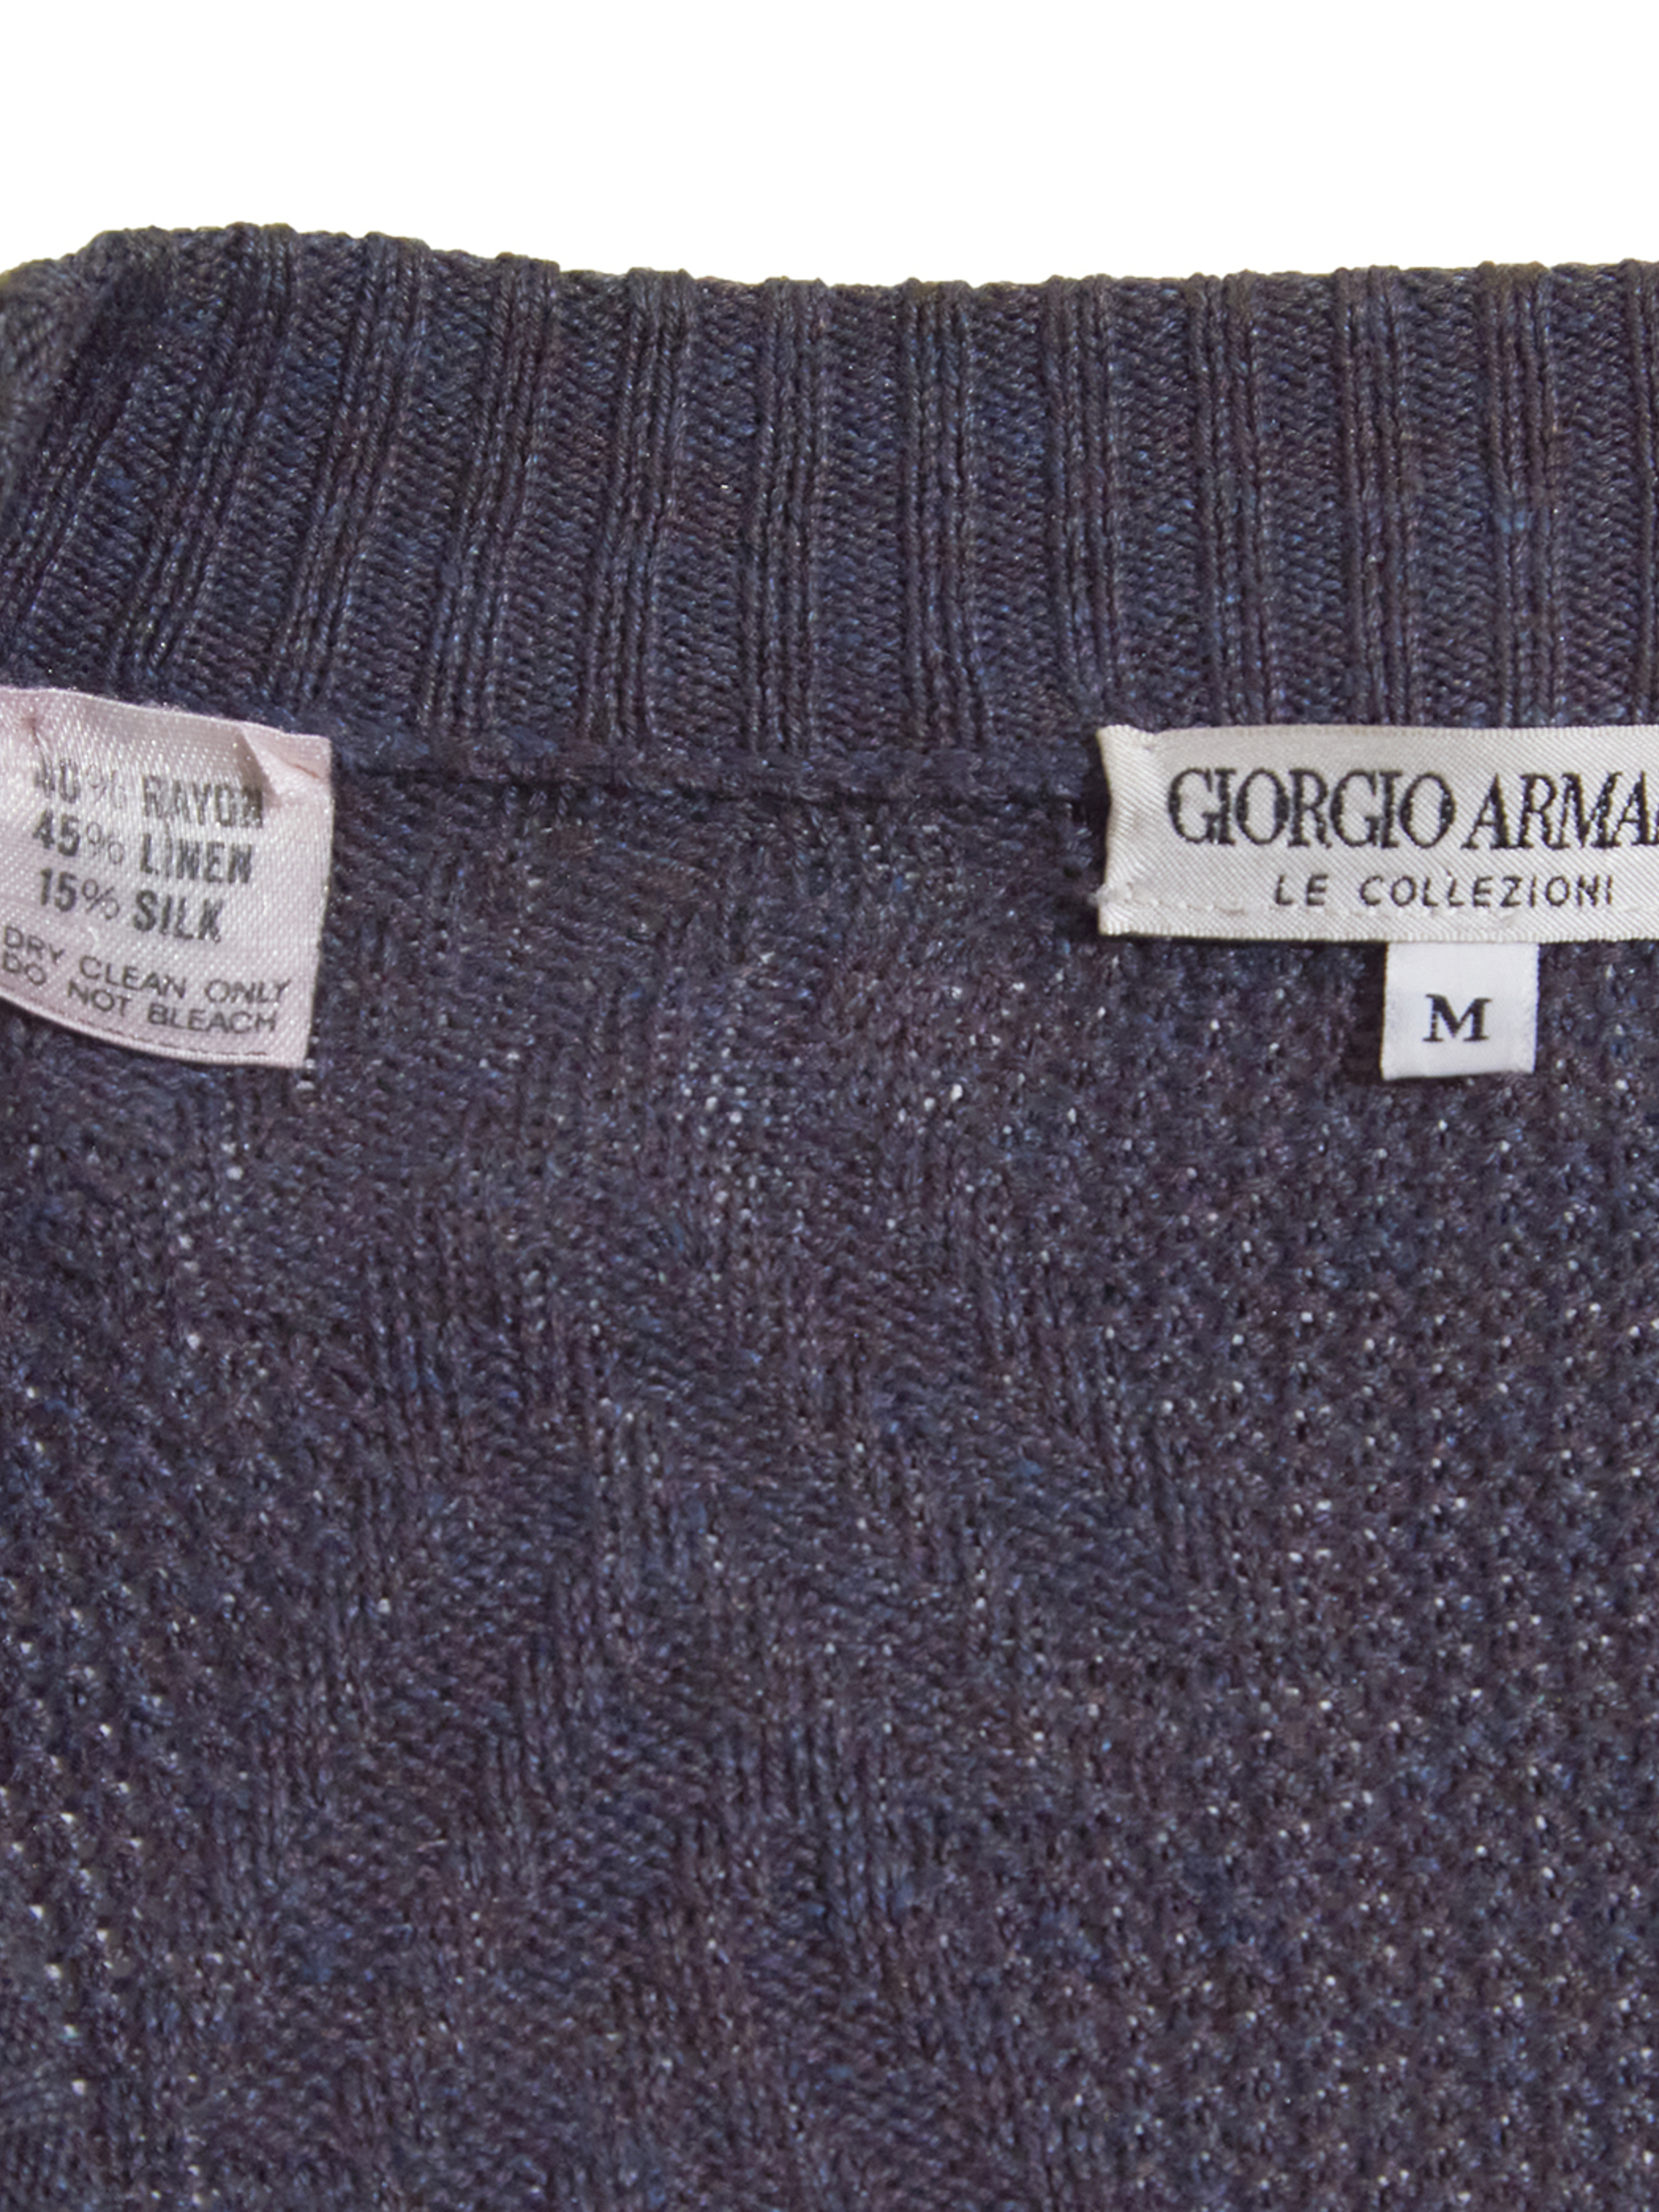 40% RAYON
45% LINEN
15% SILK
DRY CLEAN ONLY
DO NOT BLEACH
GIORGIO ARMA
LE COLLEZIONI
M